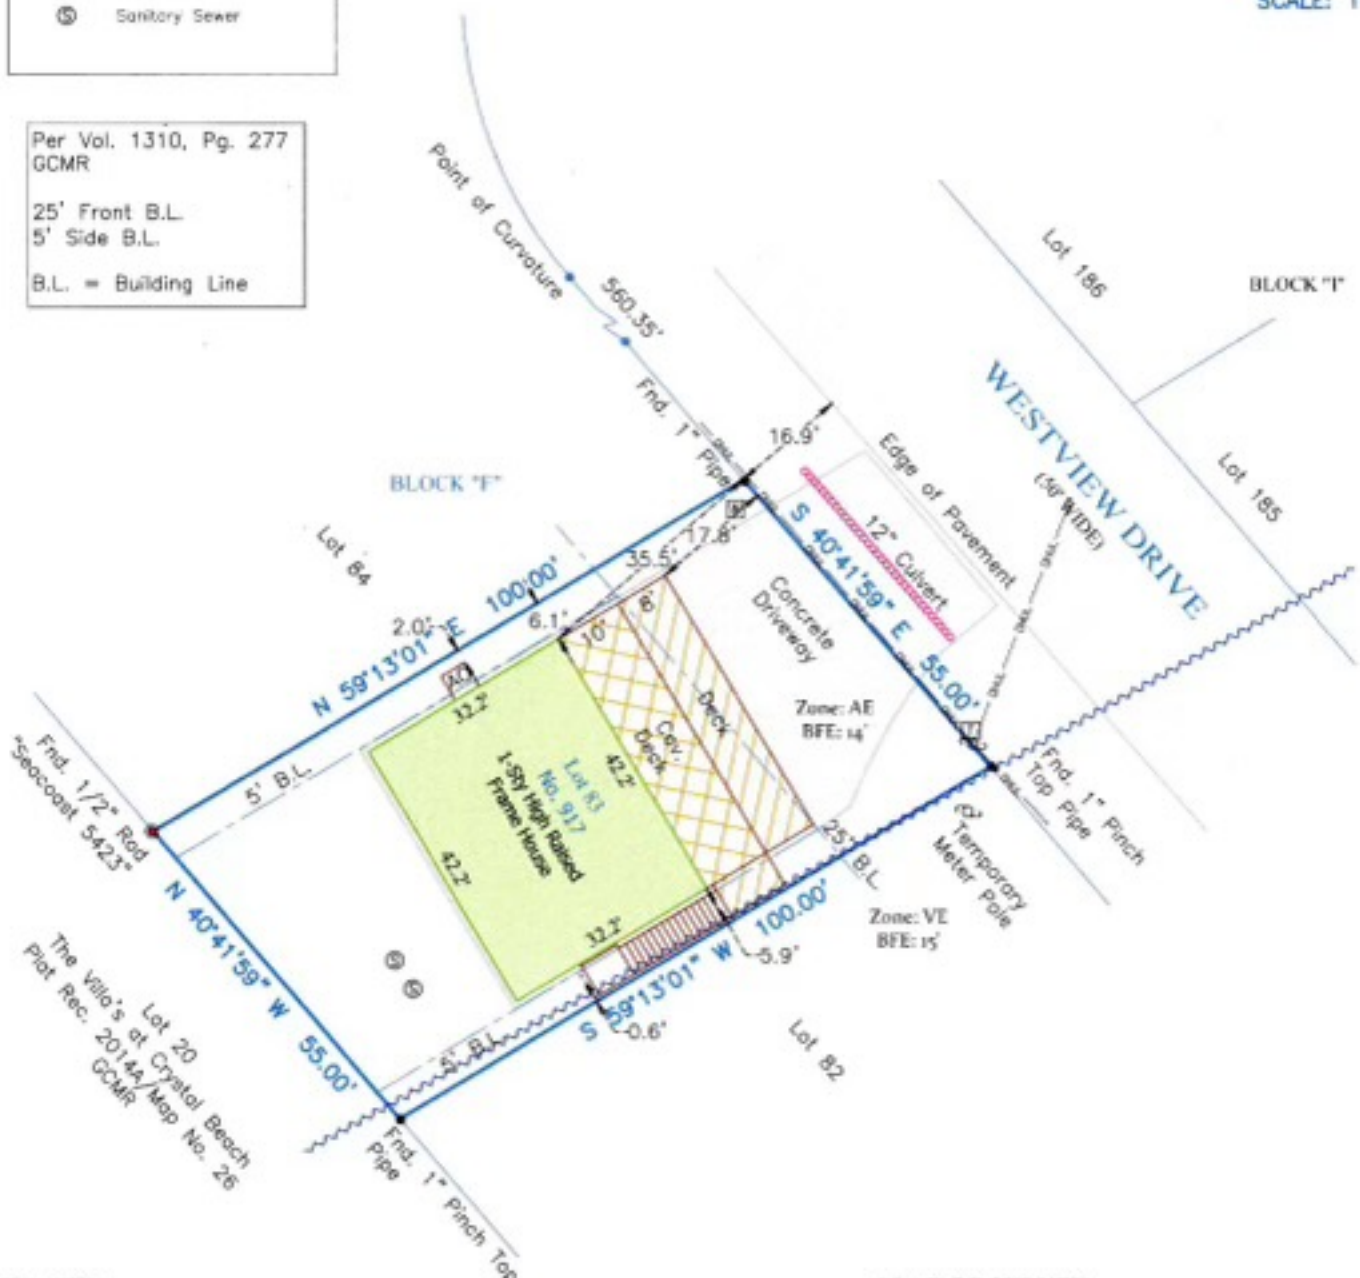 SCALE: 1
Sanitary Sewer
Per Vol. 1310, Pg. 277
GCMR
25' Front B.L.
5' Side B.L.
B.L. = Building Line
Point of Curvature
560.35'
Fnd. 1"
Pipe
Lot 186
BLOCK "I"
WESTVIEW DRIVE
(50' WIDE)
Lot 185
16.9'
Edge of Pavement
12" Culvert
BLOCK "F"
Lot 84
17.8'
35.5'
S 40°41'59" E 55.00'
N 59°13'01" E 100.00'
2.0'
6.1'
10'
8'
AC
32.2'
Concrete
Driveway
Deck
Cov.
Deck
Zone: AE
BFE: 14'
Lot 83
No. 917
1-Sty High Raised
Frame House
42.2'
42.2'
32.2'
5' B.L.
Fnd. 1/2" Rod
"Seacoast 5423"
Fnd. 1" Pinch
Top Pipe
Temporary
Meter Pole
25' B.L.
Zone: VE
BFE: 15'
5.9'
S 59°13'01" W 100.00'
0.6'
Lot 82
5' B.L.
N 40°41'59" W 55.00'
Lot 20
The Villa's at Crystal Beach
Plat Rec. 2014A/Map No. 26
GCMR
Fnd. 1" Pinch Top
Pipe